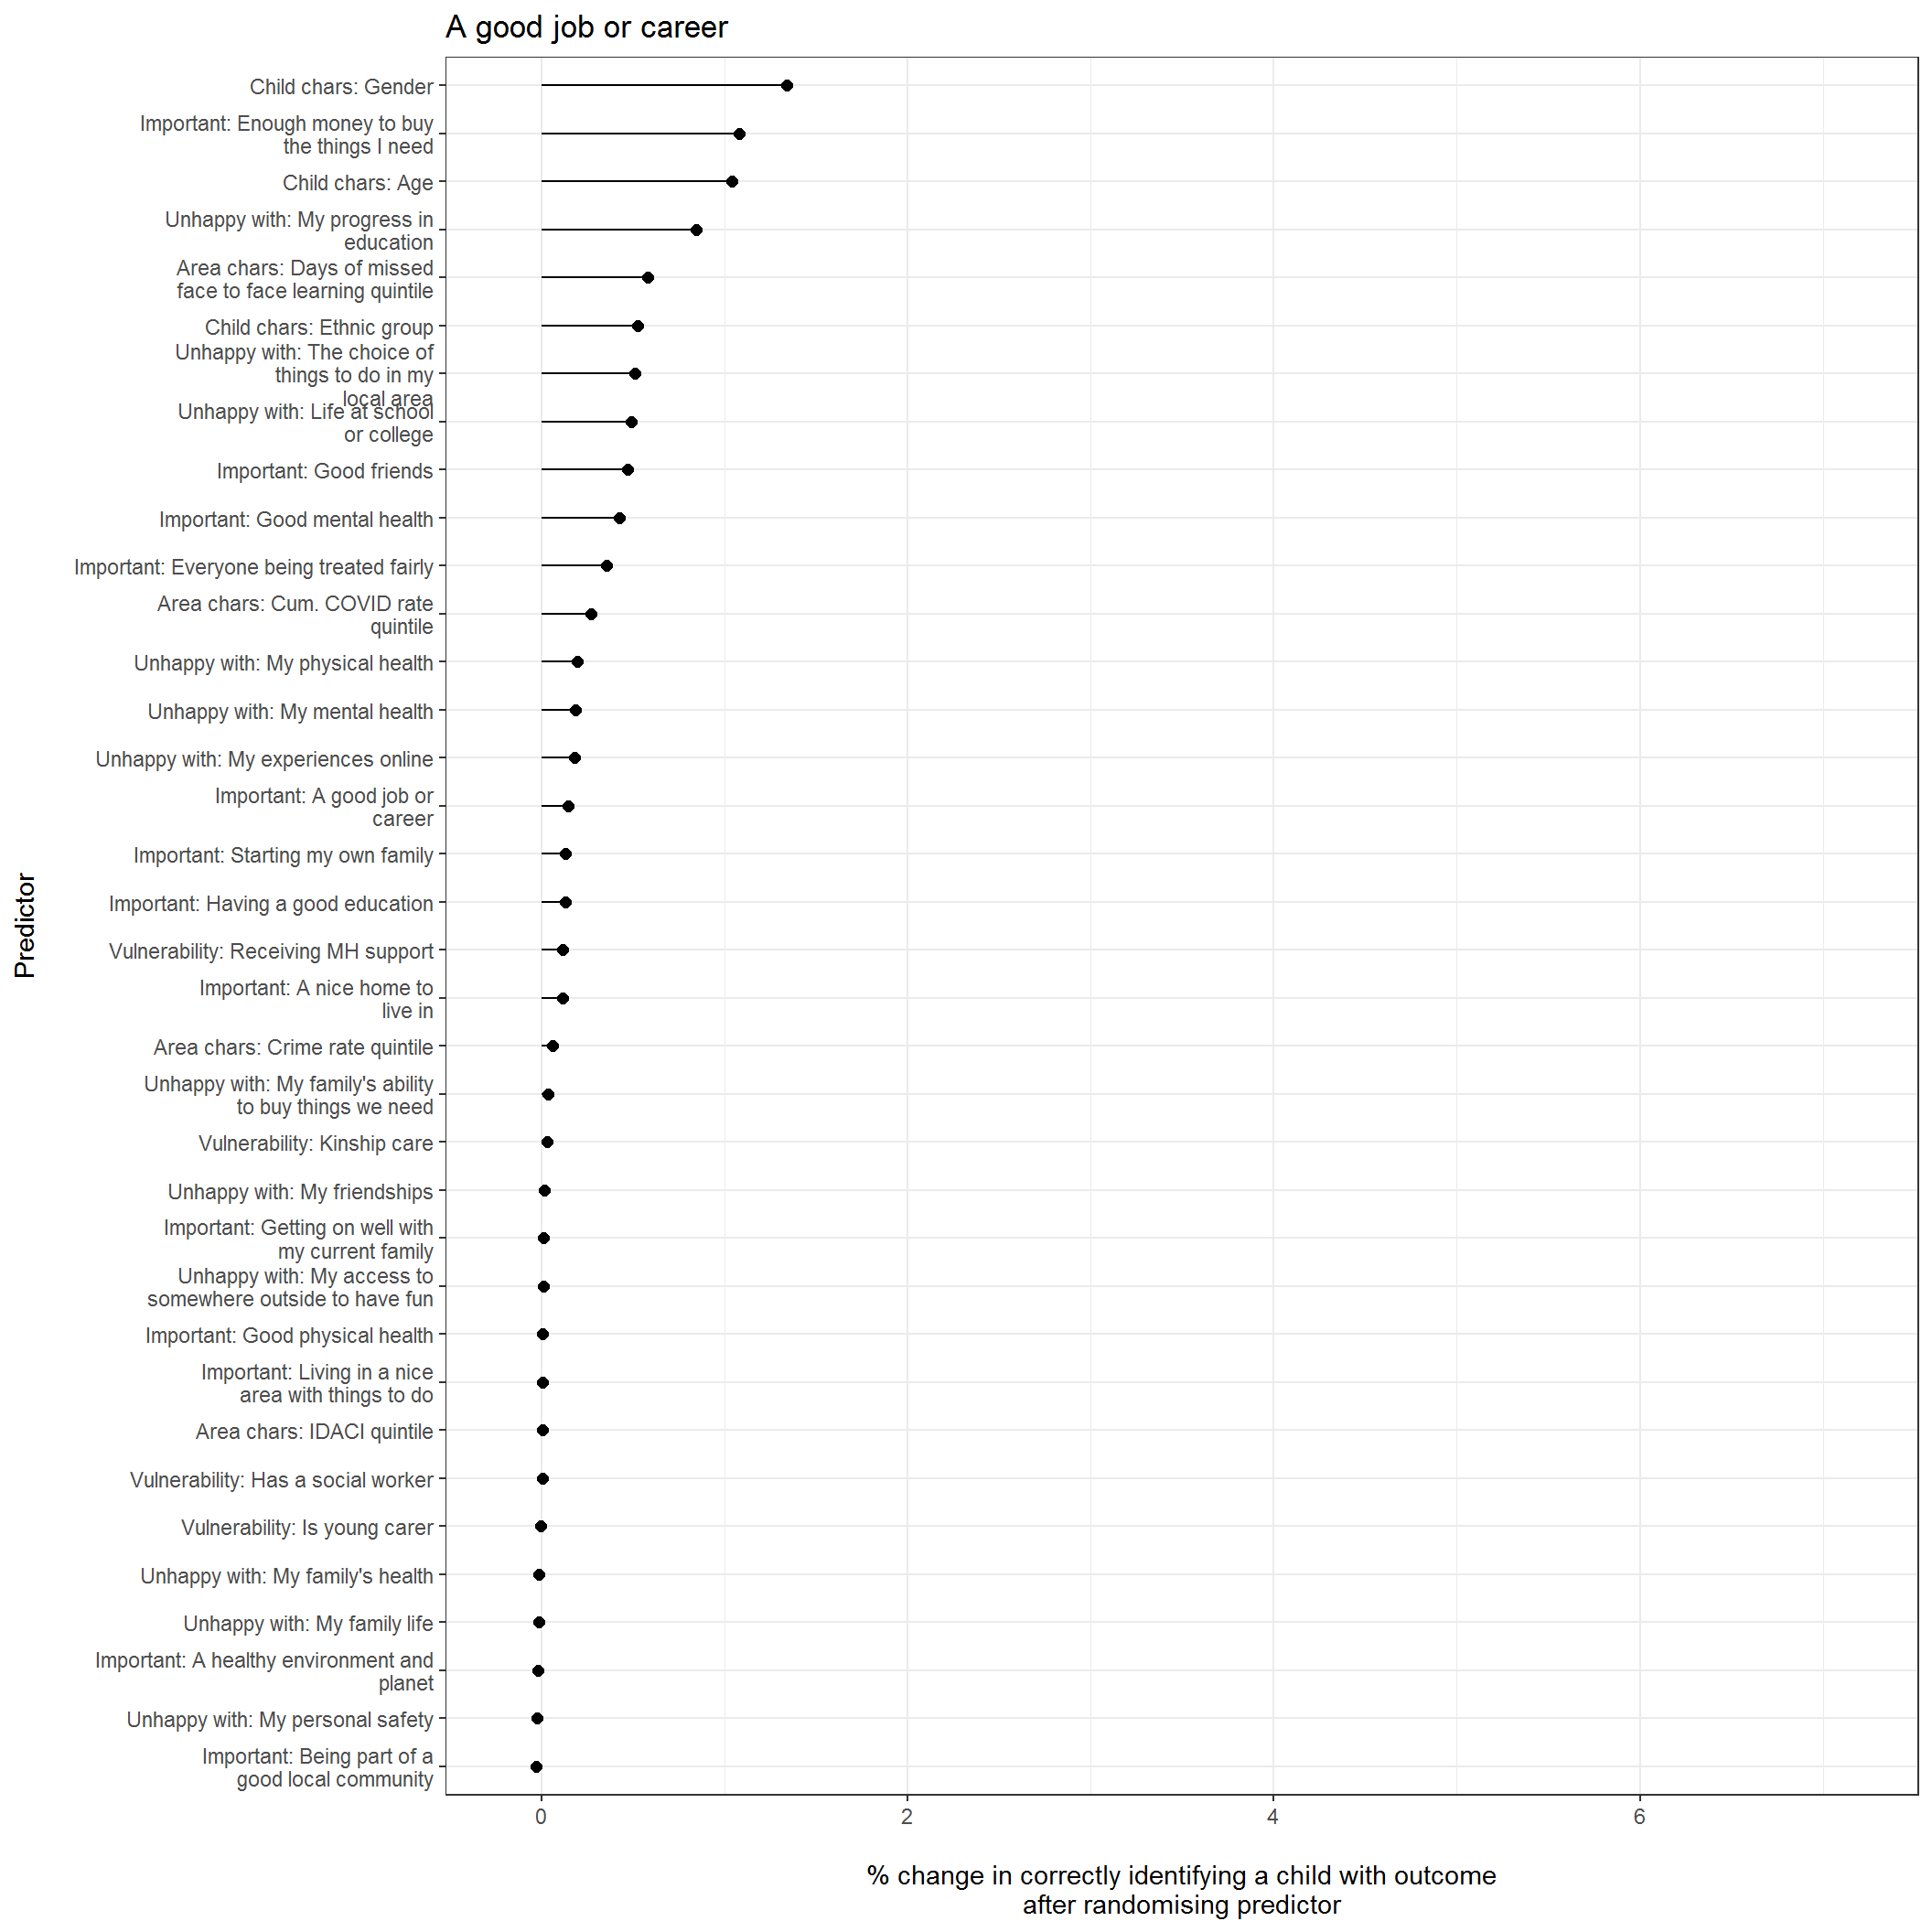 A good job or career
Child chars: Gender
Important: Enough money to buy
the things I need
Child chars: Age
Unhappy with: My progress in
education
Area chars: Days of missed
face to face learning quintile
Child chars: Ethnic group
Unhappy with: The choice of
things to do in my
local area
Unhappy with: Life at school
or college
Important: Good friends
Important: Good mental health
Important: Everyone being treated fairly
Area chars: Cum. COVID rate
quintile
Unhappy with: My physical health
Unhappy with: My mental health
Unhappy with: My experiences online
Important: A good job or
career
Important: Starting my own family
Important: Having a good education
Vulnerability: Receiving MH support
Important: A nice home to
live in
Area chars: Crime rate quintile
Unhappy with: My family's ability
to buy things we need
Vulnerability: Kinship care
Unhappy with: My friendships
Important: Getting on well with
my current family
Unhappy with: My access to
somewhere outside to have fun
Important: Good physical health
Important: Living in a nice
area with things to do
Area chars: IDACI quintile
Vulnerability: Has a social worker
Vulnerability: Is young carer
Unhappy with: My family's health
Unhappy with: My family life
Important: A healthy environment and
planet
Unhappy with: My personal safety
Important: Being part of a
good local community
Predictor
0 2 4 6
% change in correctly identifying a child with outcome
after randomising predictor